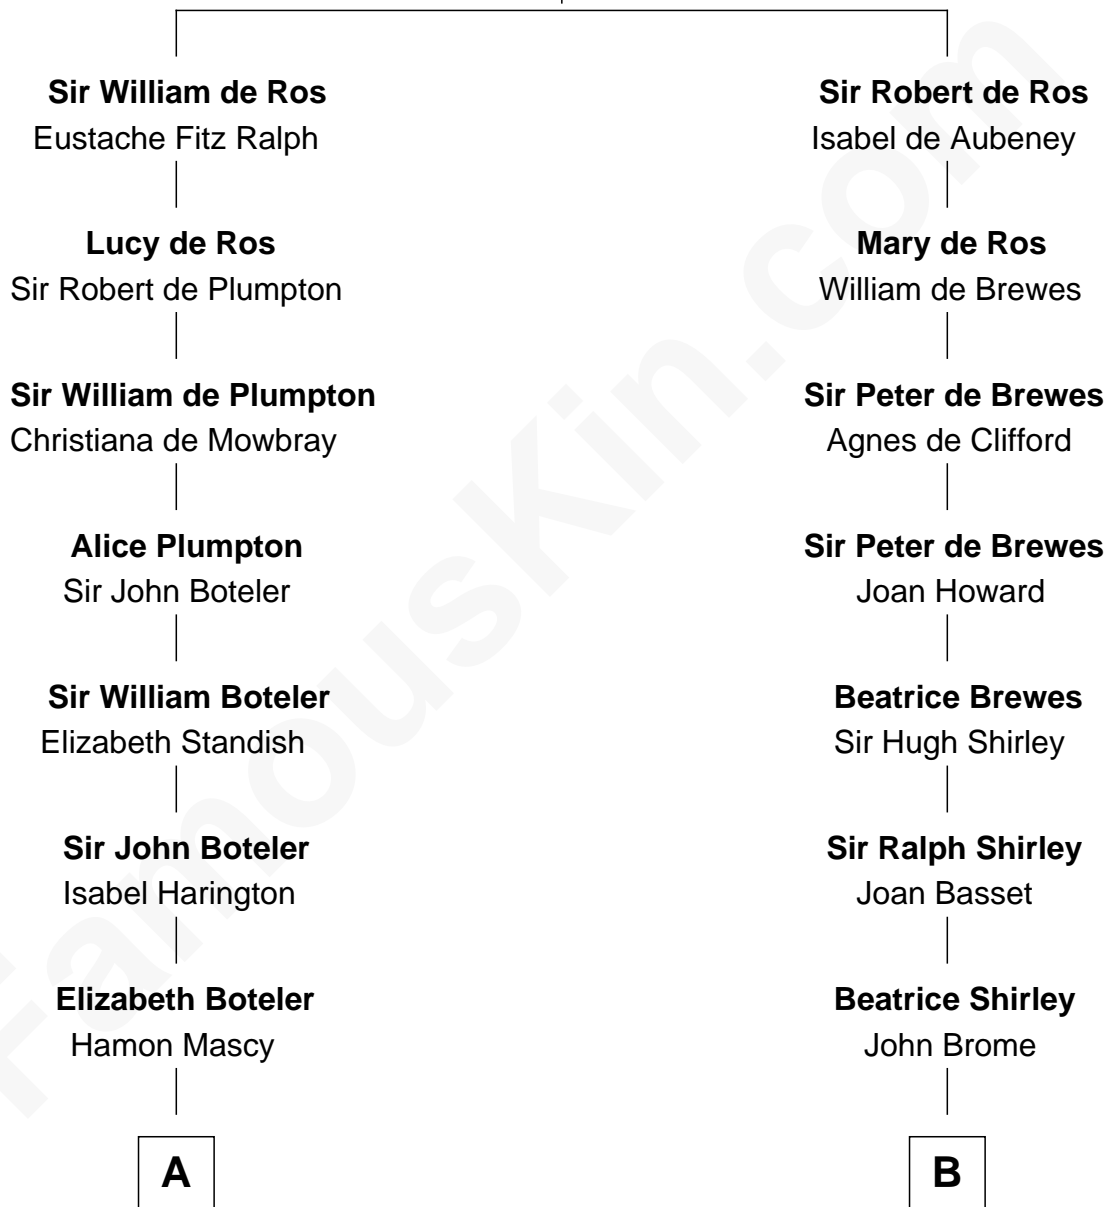 Sir William de Ros
Eustache Fitz Ralph
Lucy de Ros
Sir Robert de Plumpton
Sir William de Plumpton
Christiana de Mowbray
Alice Plumpton
Sir John Boteler
Sir William Boteler
Elizabeth Standish
Sir John Boteler
Isabel Harington
Elizabeth Boteler
Hamon Mascy
A
Sir Robert de Ros
Isabel de Aubeney
Mary de Ros
William de Brewes
Sir Peter de Brewes
Agnes de Clifford
Sir Peter de Brewes
Joan Howard
Beatrice Brewes
Sir Hugh Shirley
Sir Ralph Shirley
Joan Basset
Beatrice Shirley
John Brome
B
FamousKin.com